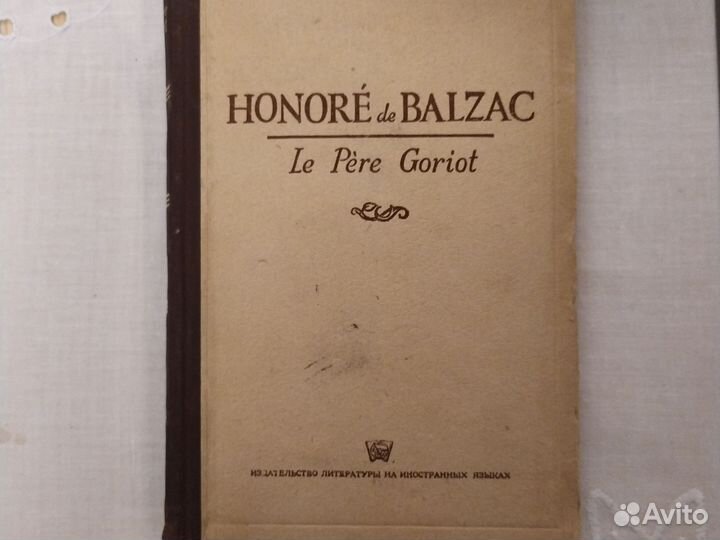 HONORÉ de BALZAC
Le Père Goriot
ИЗДАТЕЛЬСТВО ЛИТЕРАТУРЫ НА ИНОСТРАННЫХ ЯЗЫКАХ
Avito